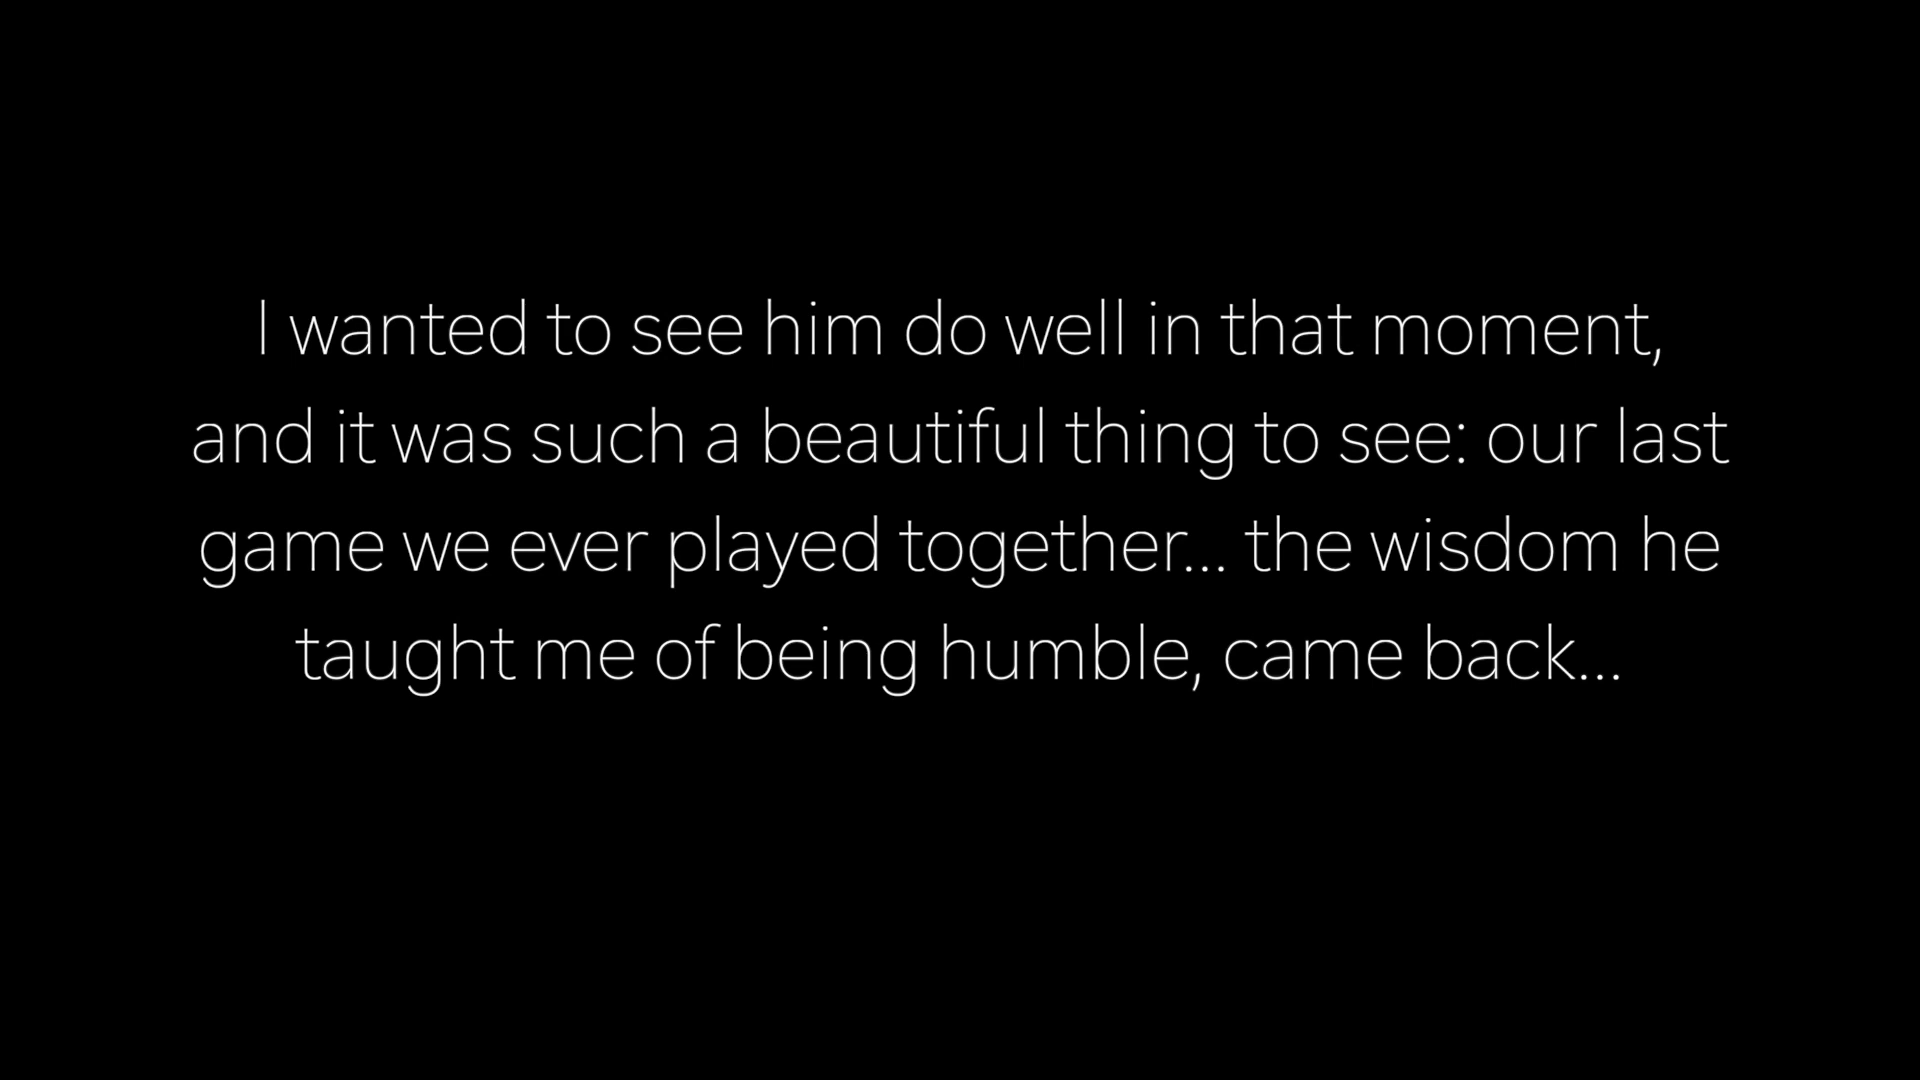 I wanted to see him do well in that moment,
and it was such a beautiful thing to see: our last
game we ever played together... the wisdom he
taught me of being humble, came back...